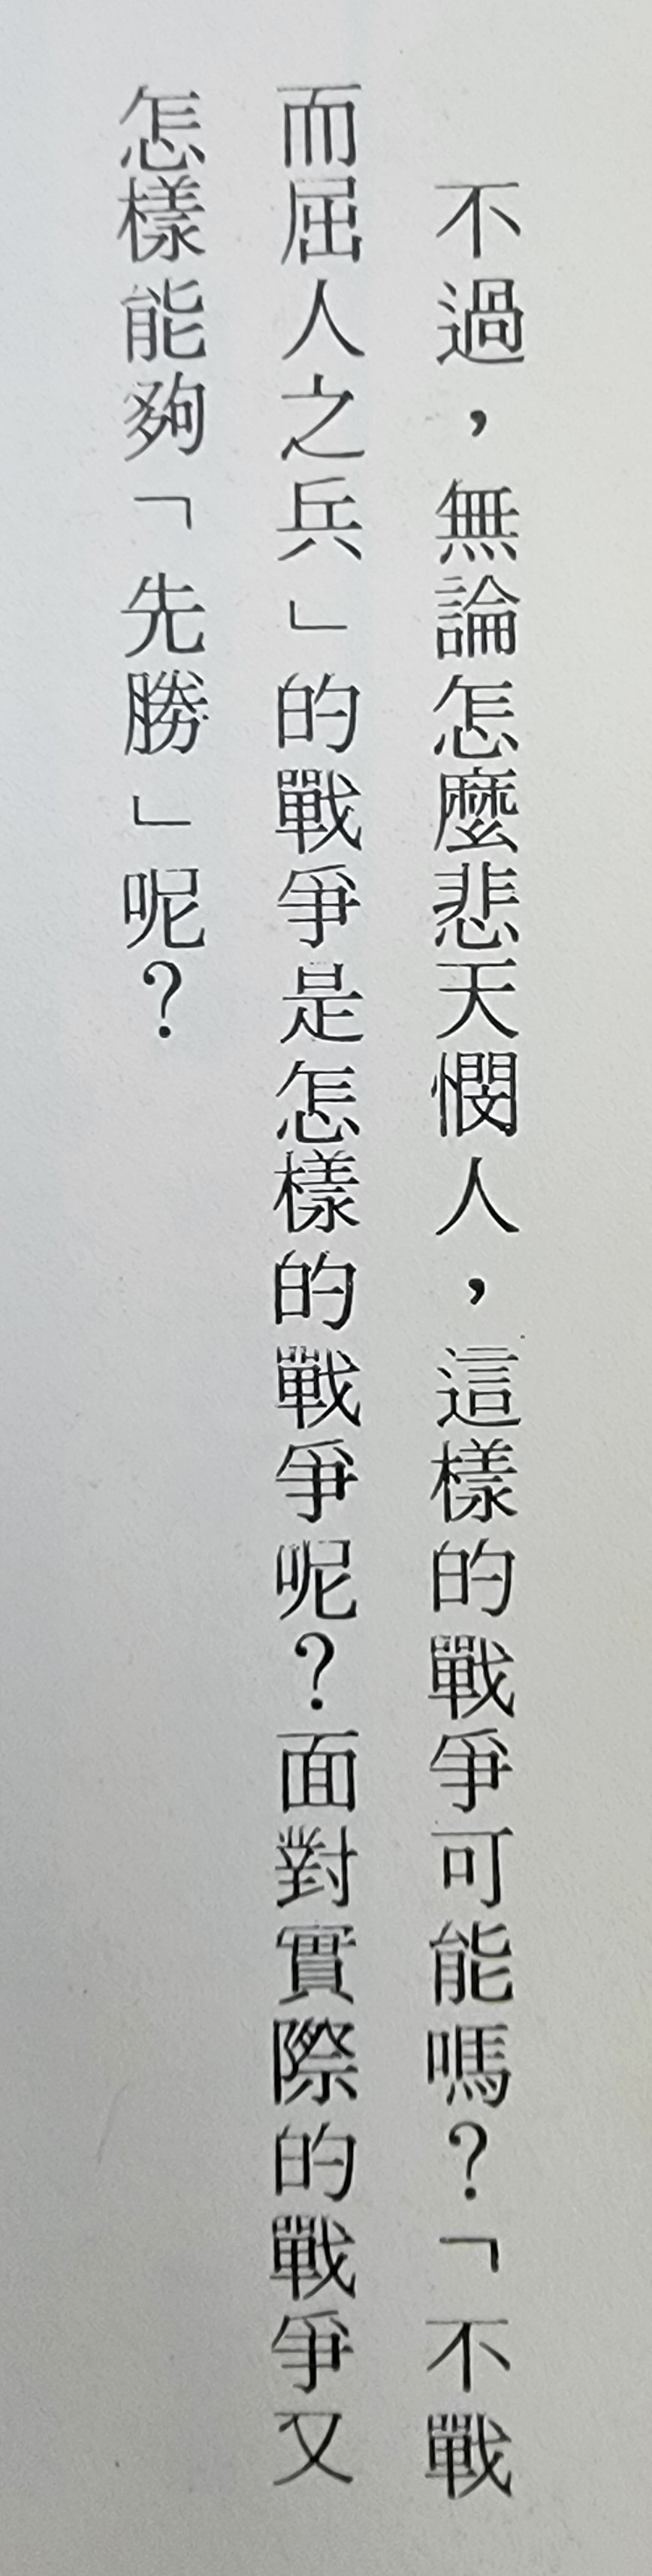 不過，無論怎麼悲天憫人，這樣的戰爭可能嗎？「不戰
而屈人之兵」的戰爭是怎樣的戰爭呢？面對實際的戰爭又
怎樣能夠「先勝」呢？